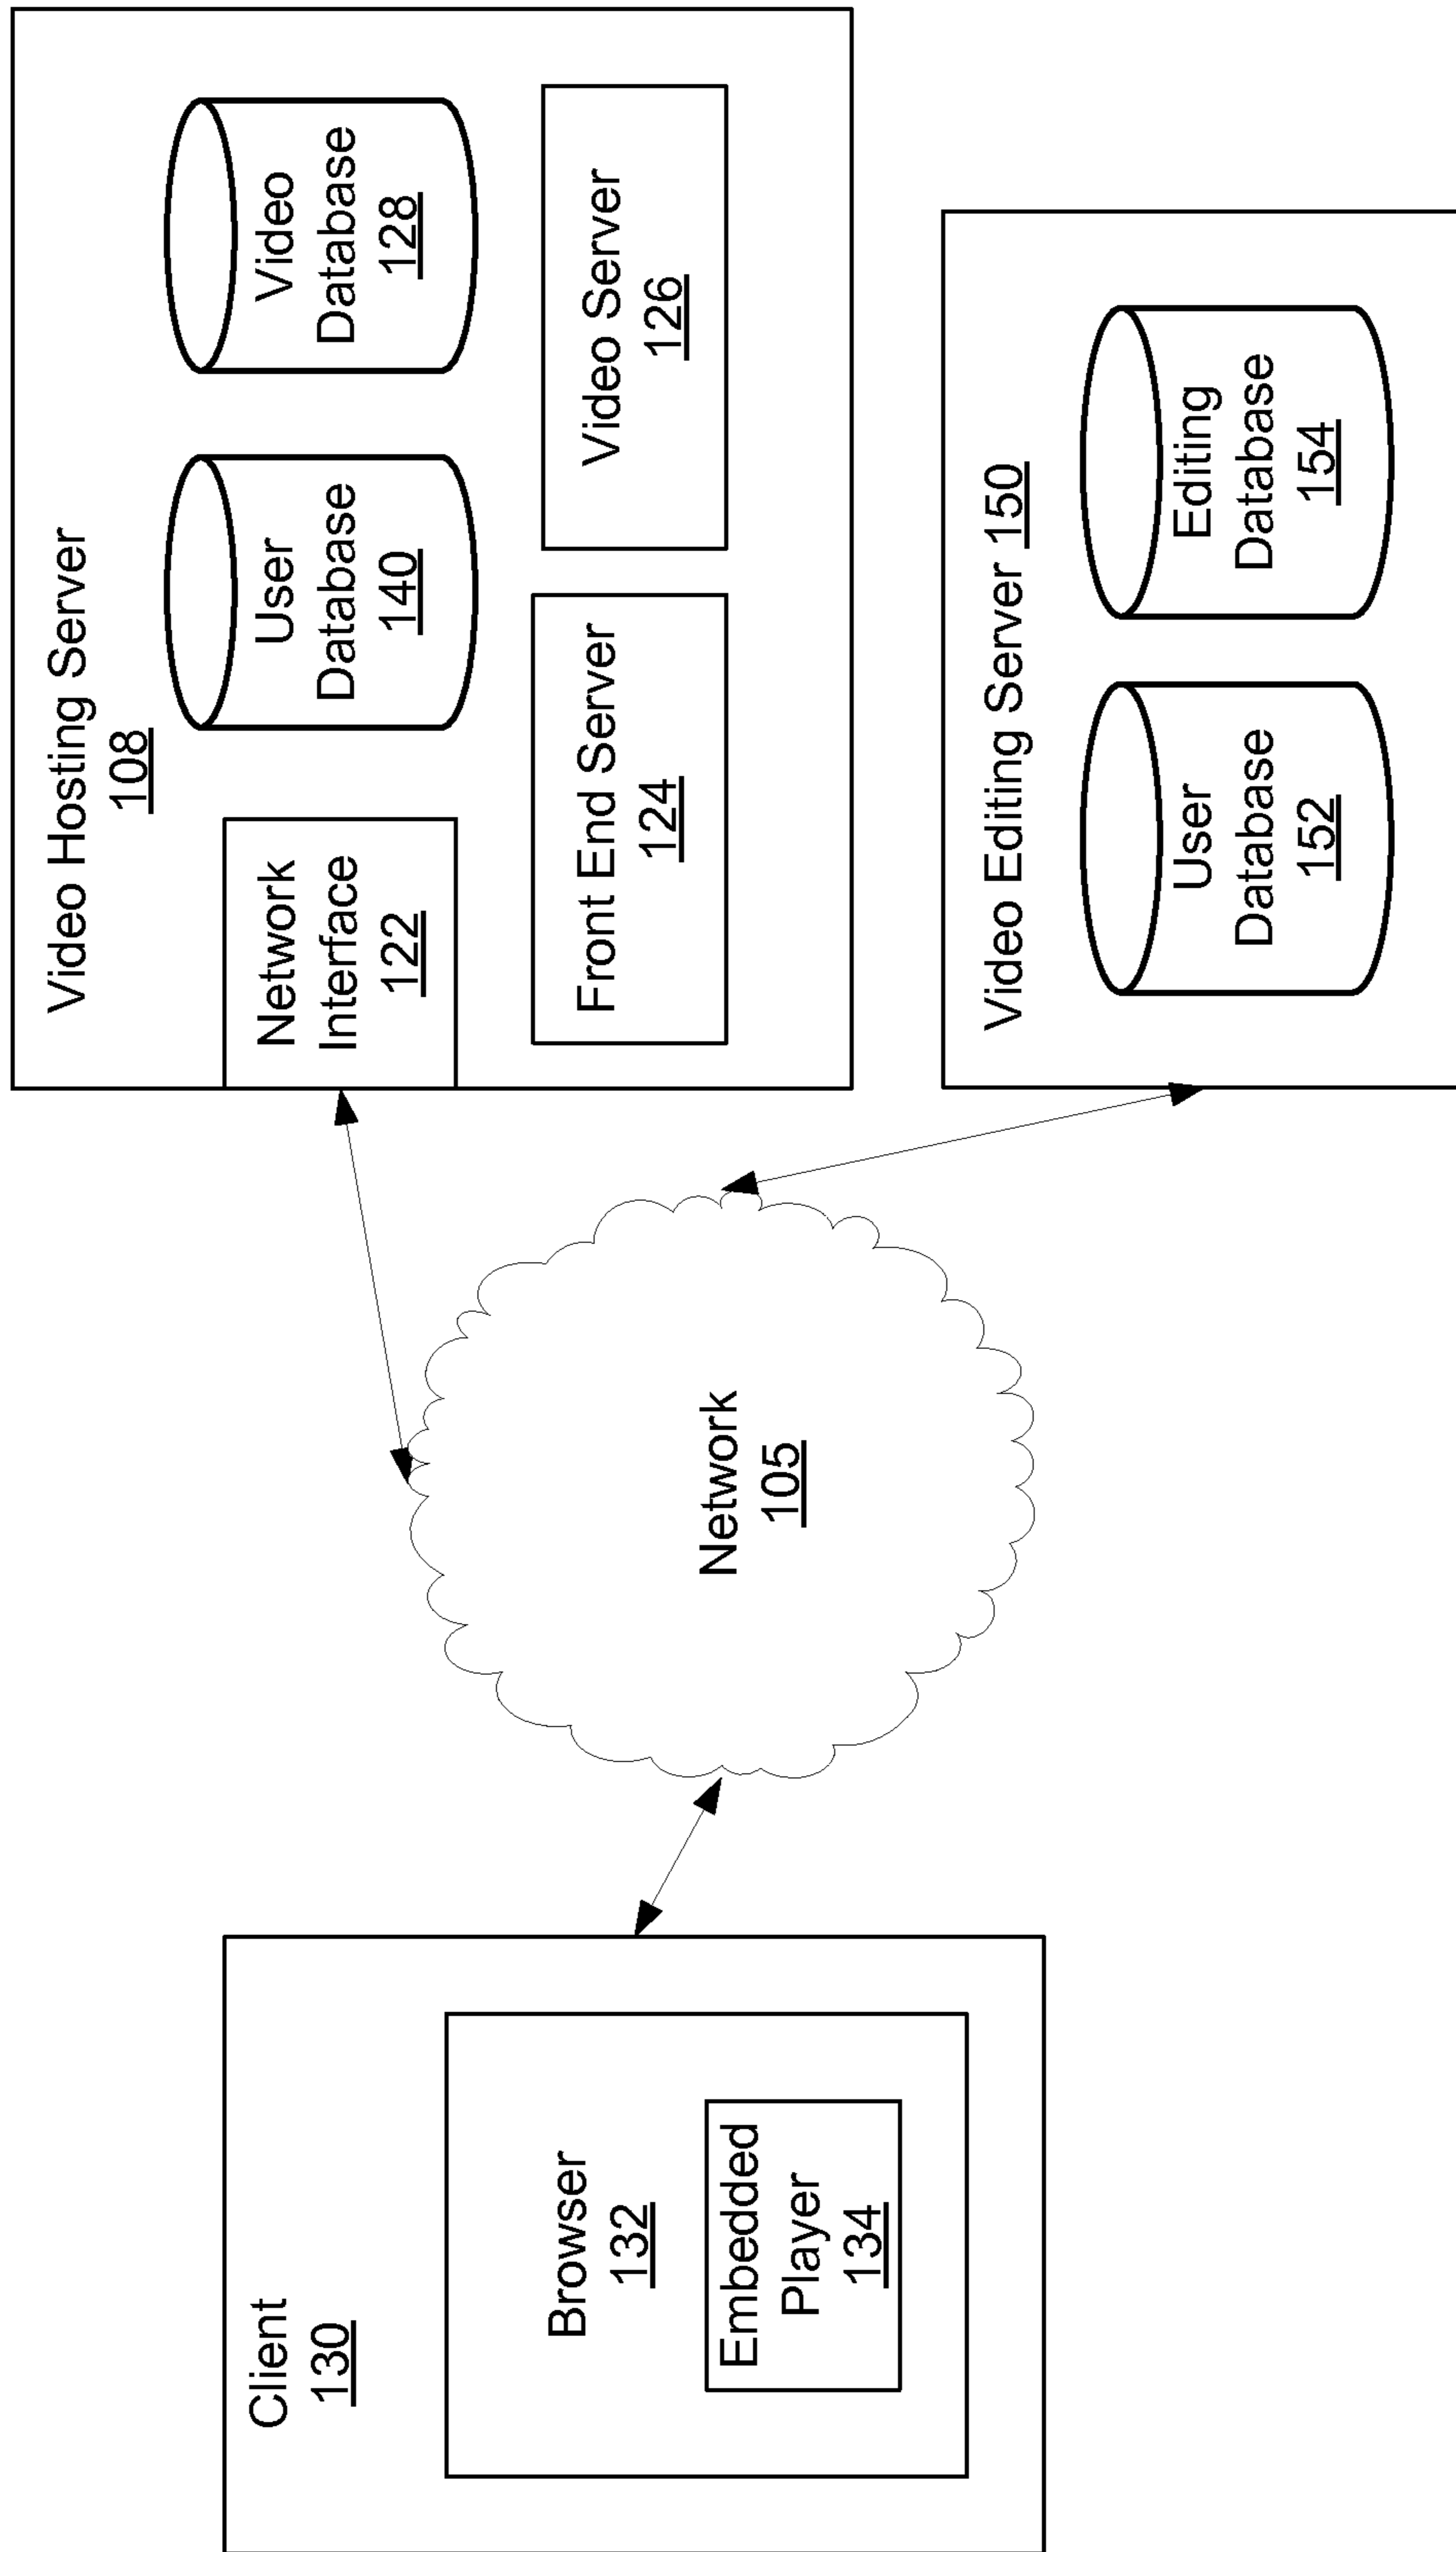 Client
130
Browser
132
Embedded
Player
134
Network
105
Video Hosting Server
108
Network
Interface
122
User
Database
140
Video
Database
128
Front End Server
124
Video Server
126
Video Editing Server 150
User
Database
152
Editing
Database
154